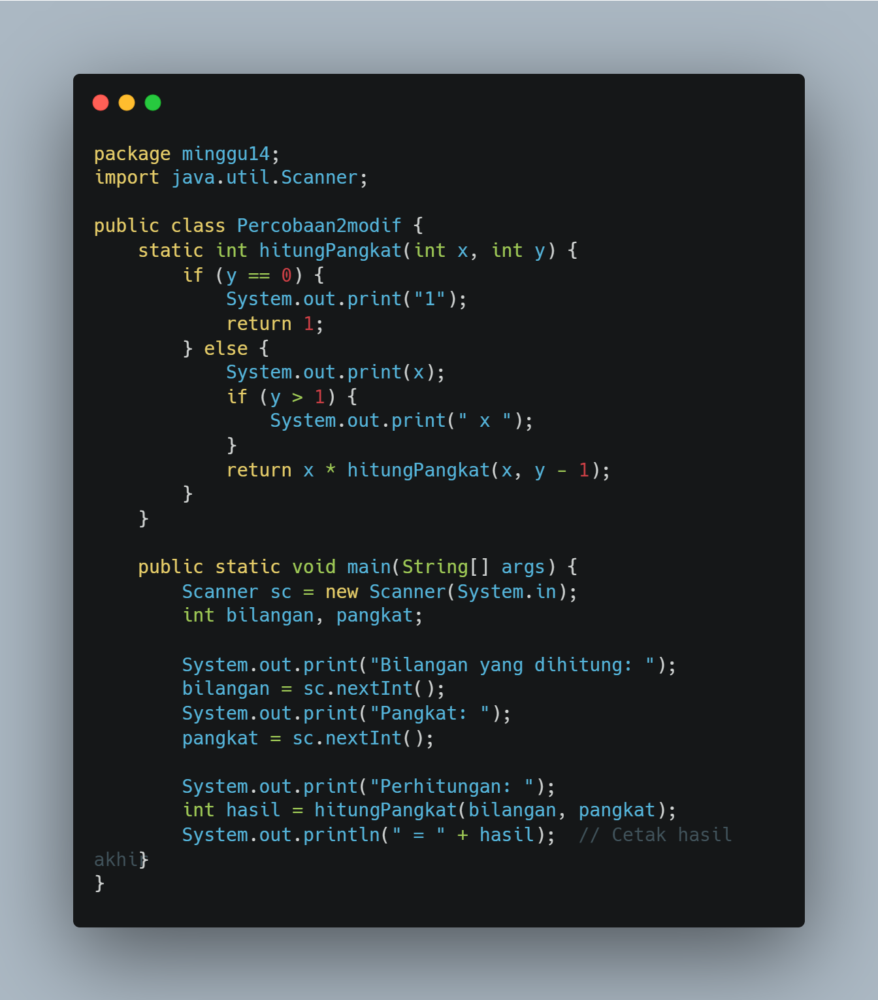 package minggu14;
import java.util.Scanner;

public class Percobaan2modif {
    static int hitungPangkat(int x, int y) {
        if (y == 0) {
            System.out.print("1");
            return 1;
        } else {
            System.out.print(x);
            if (y > 1) {
                System.out.print(" x ");
            }
            return x * hitungPangkat(x, y - 1);
        }
    }

    public static void main(String[] args) {
        Scanner sc = new Scanner(System.in);
        int bilangan, pangkat;

        System.out.print("Bilangan yang dihitung: ");
        bilangan = sc.nextInt();
        System.out.print("Pangkat: ");
        pangkat = sc.nextInt();

        System.out.print("Perhitungan: ");
        int hasil = hitungPangkat(bilangan, pangkat);
        System.out.println(" = " + hasil);  // Cetak hasil
akhir}
}